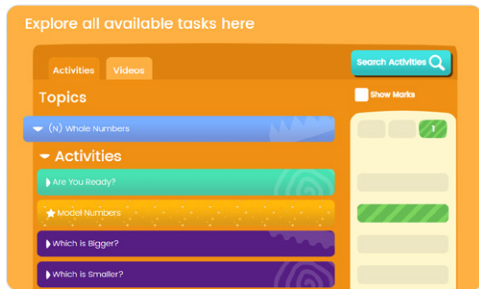 Explore all available tasks here
Activities
Videos
Search Activities
Topics
Show Marks
(N) Whole Numbers
1
Activities
Are You Ready?
Model Numbers
Which is Bigger?
Which is Smaller?